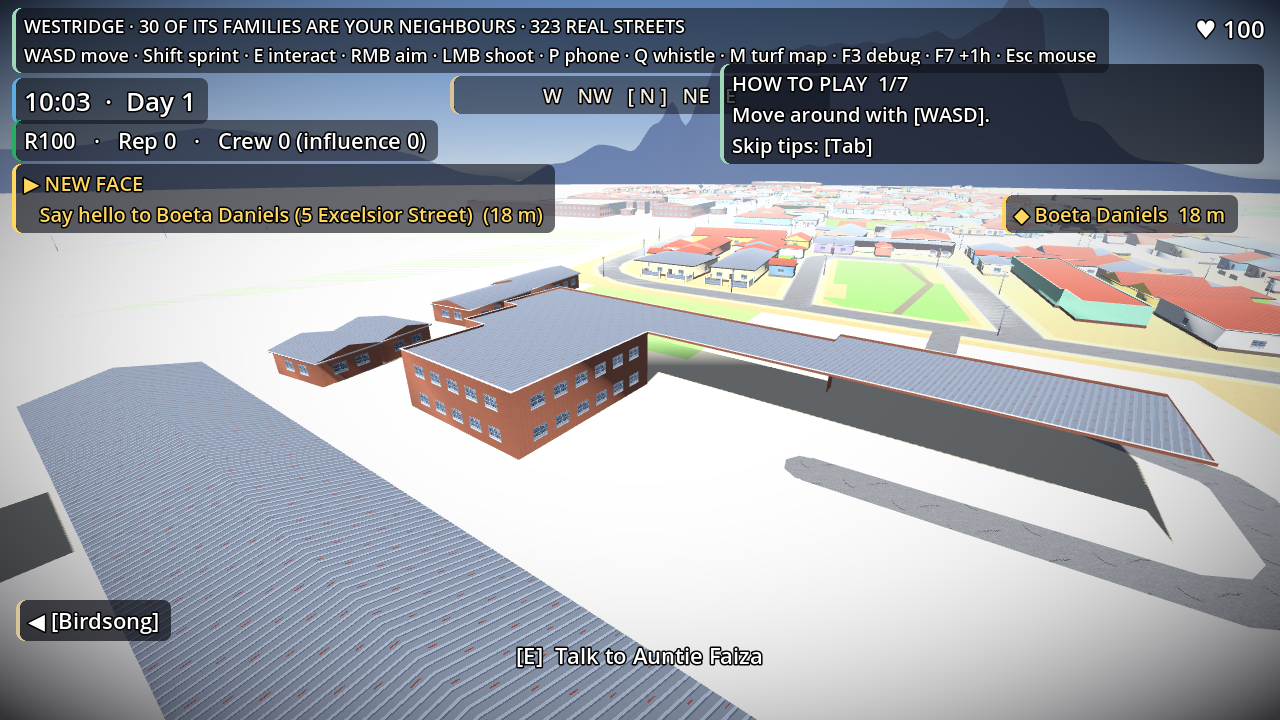 WESTRIDGE · 30 OF ITS FAMILIES ARE YOUR NEIGHBOURS · 323 REAL STREETS
WASD move · Shift sprint · E interact · RMB aim · LMB shoot · P phone · Q whistle · M turf map · F3 debug · F7 +1h · Esc mouse
♥ 100
10:03 · Day 1
W NW [ N ] NE E
HOW TO PLAY 1/7
Move around with [WASD].
Skip tips: [Tab]
R100 · Rep 0 · Crew 0 (influence 0)
▶ NEW FACE
Say hello to Boeta Daniels (5 Excelsior Street) (18 m)
◆ Boeta Daniels 18 m
◀ [Birdsong]
[E] Talk to Auntie Faiza